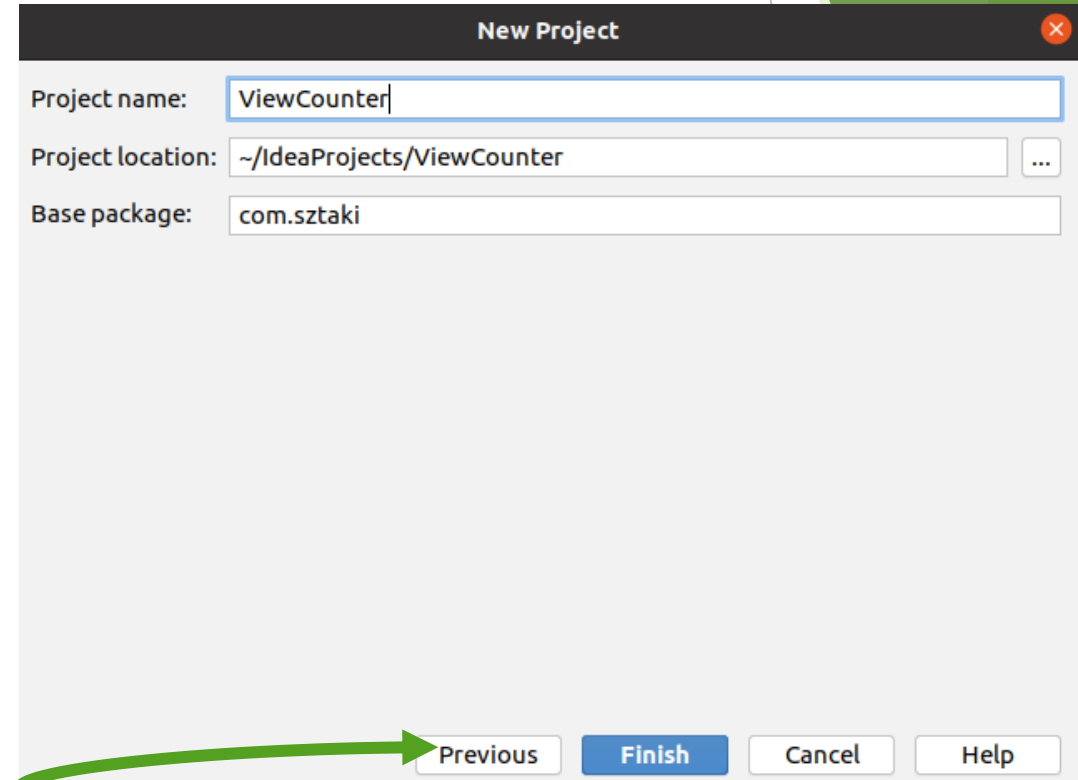 New Project
Project name: ViewCounter
Project location: ~/IdeaProjects/ViewCounter ...
Base package: com.sztaki
Previous Finish Cancel Help